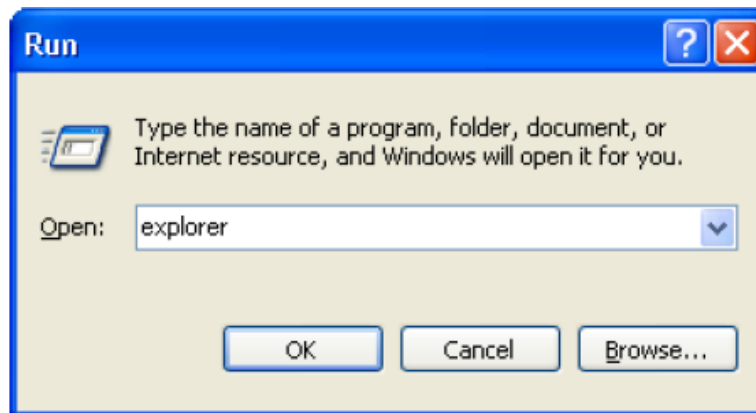 Run
Type the name of a program, folder, document, or
Internet resource, and Windows will open it for you.
Open: explorer
OK Cancel Browse...